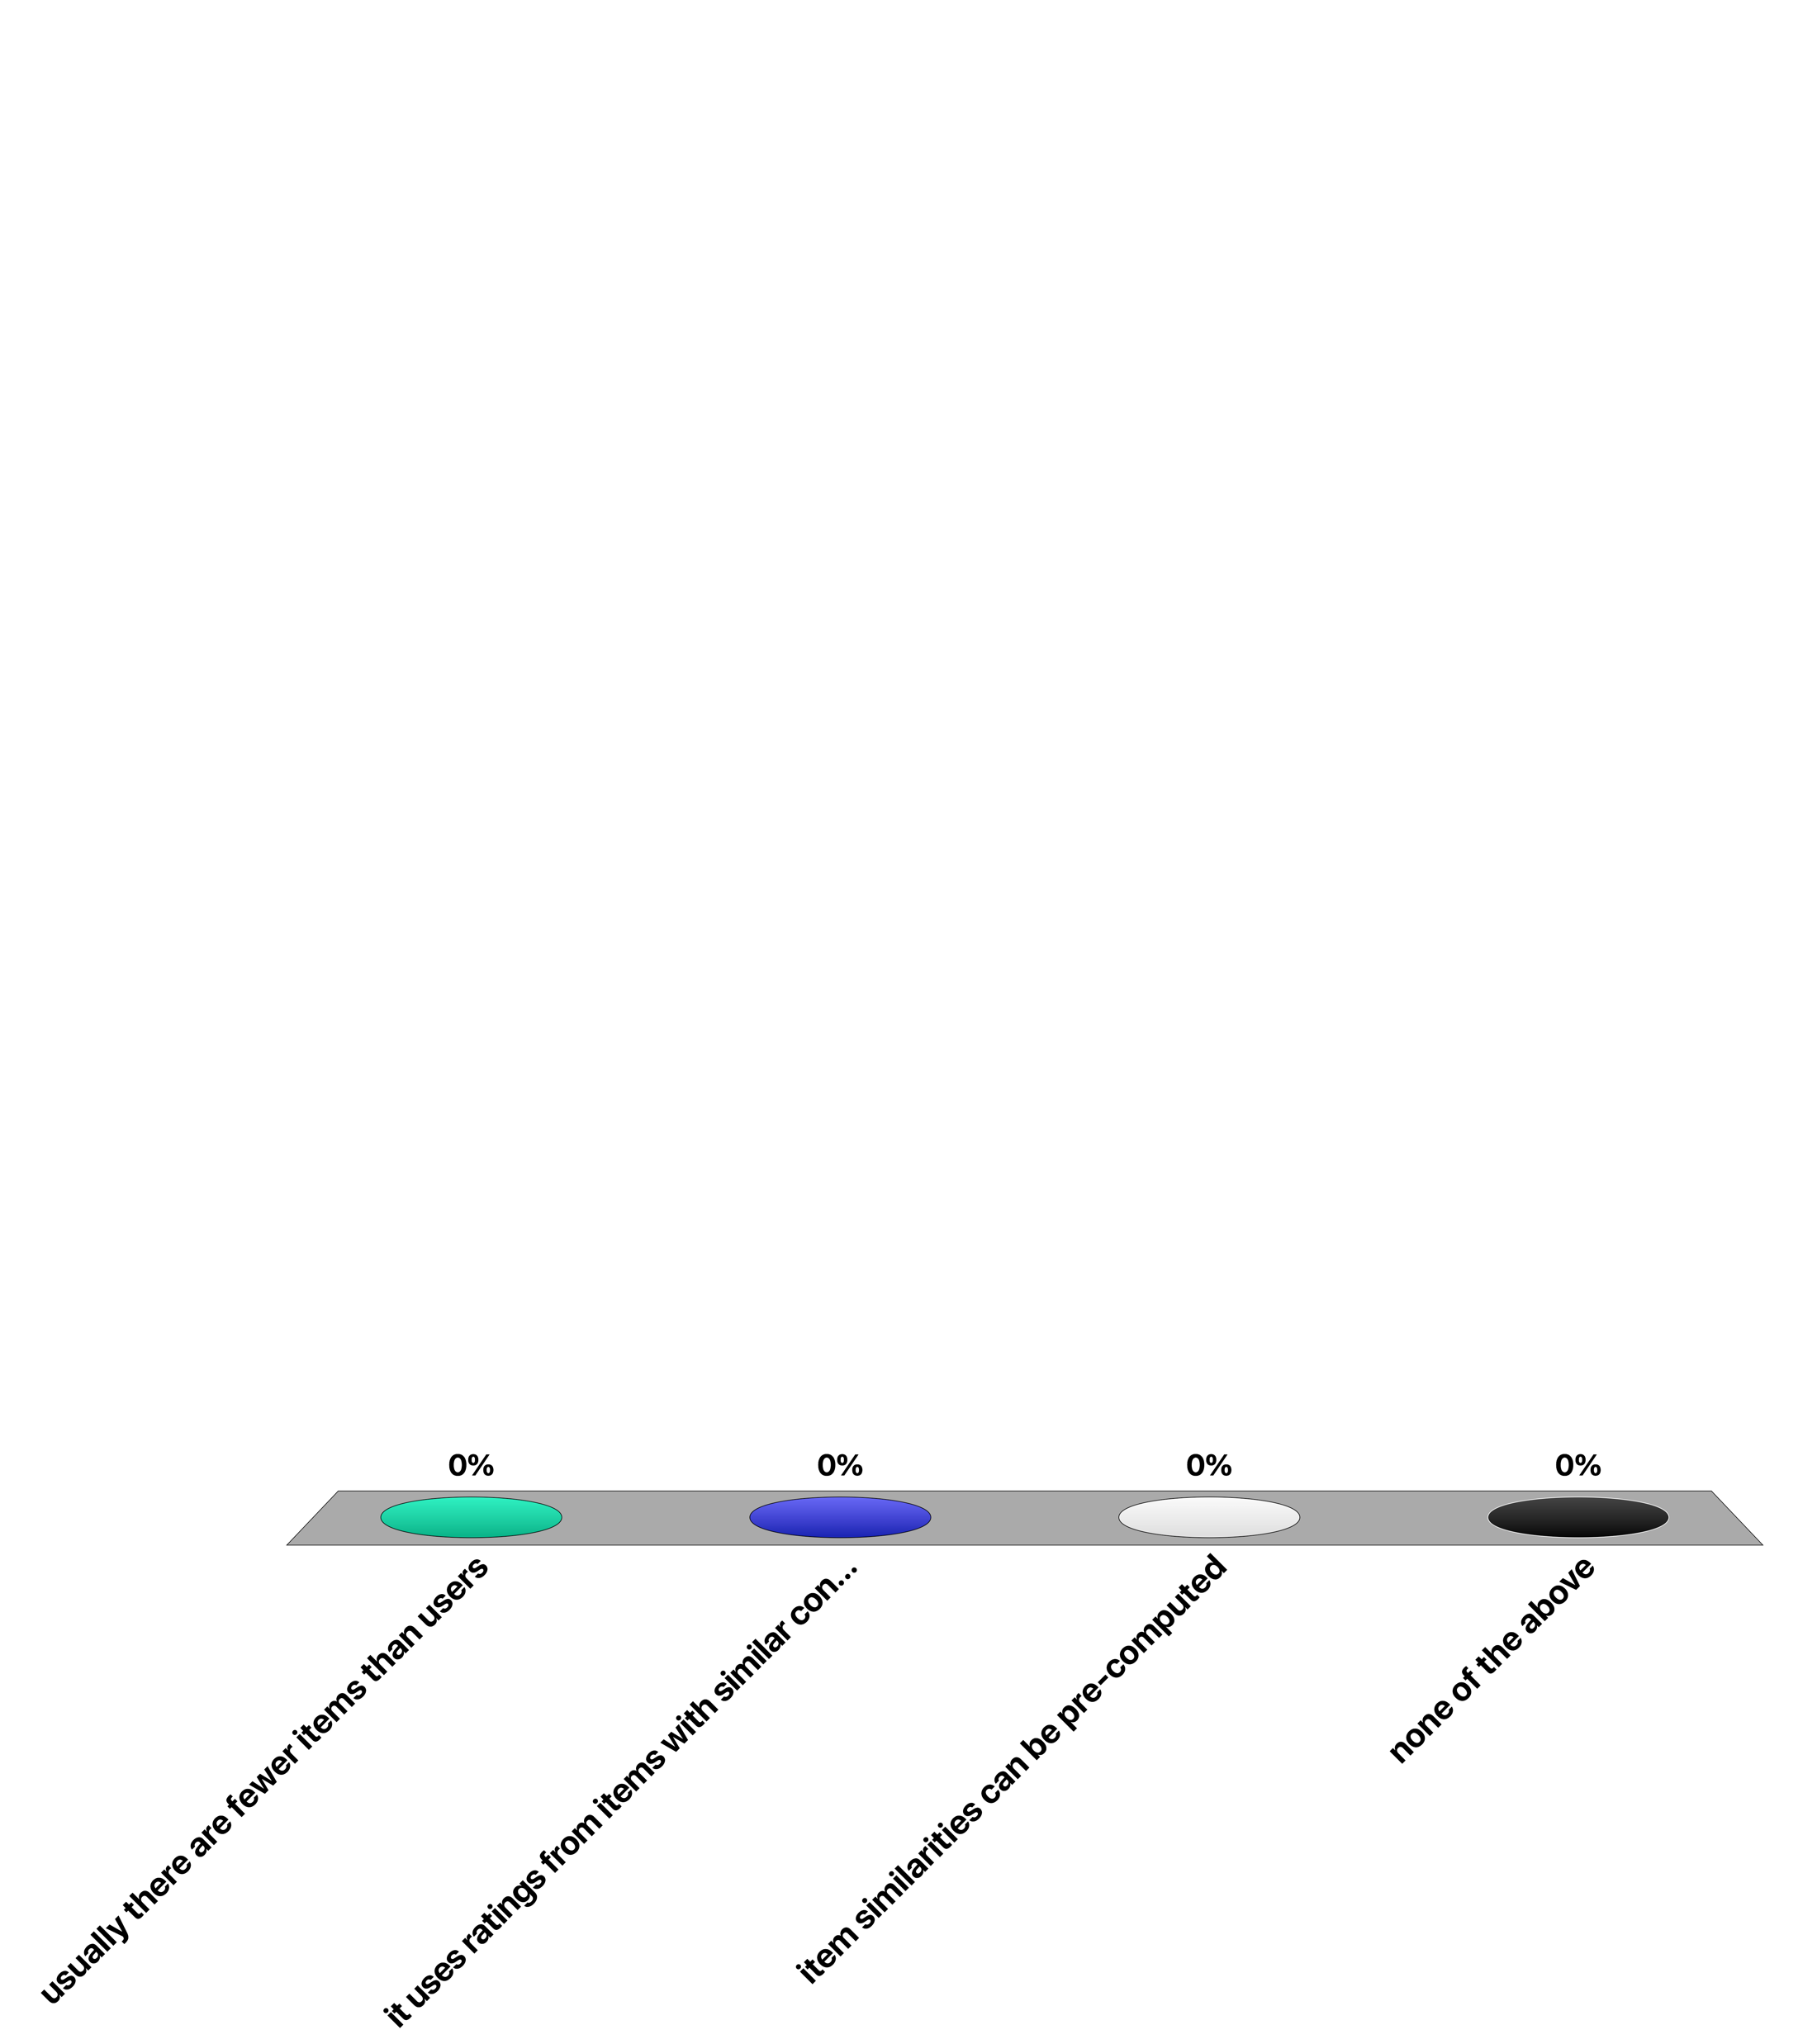 0%
0%
0%
0%
usually there are fewer items than users
it uses ratings from items with similar con...
item similarities can be pre-computed
none of the above